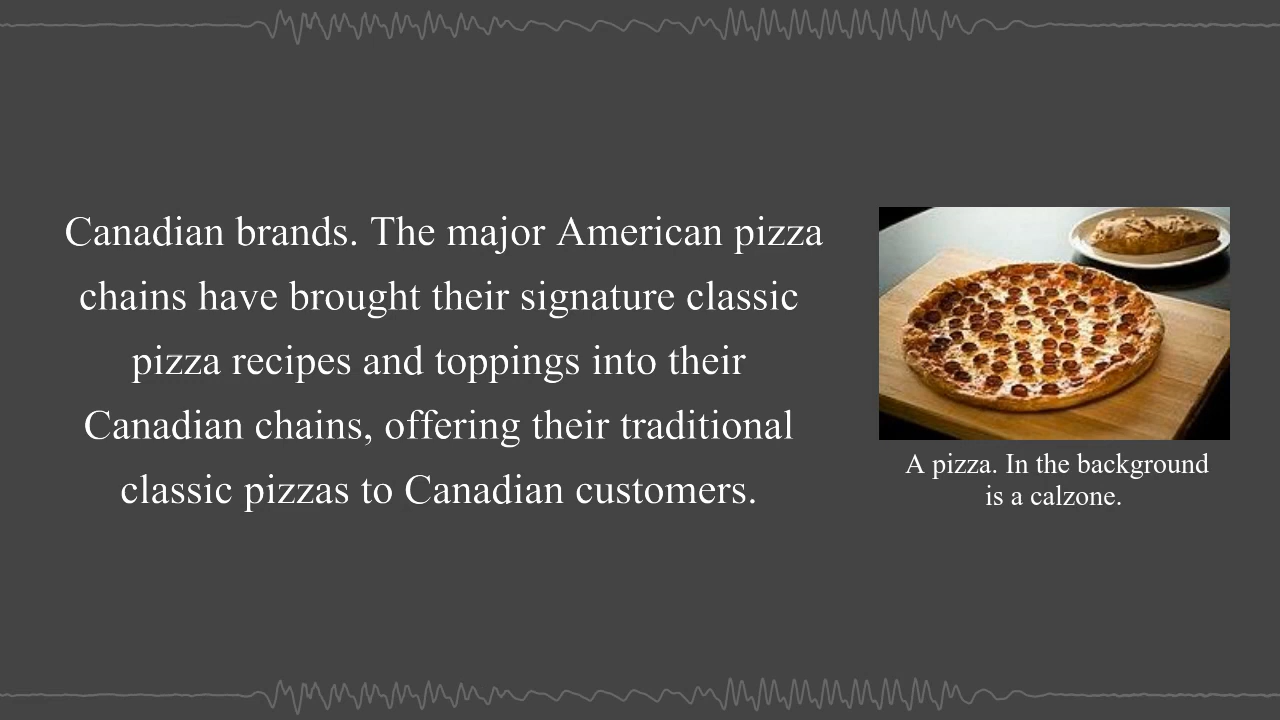 Canadian brands. The major American pizza
chains have brought their signature classic
pizza recipes and toppings into their
Canadian chains, offering their traditional
classic pizzas to Canadian customers.
A pizza. In the background
is a calzone.